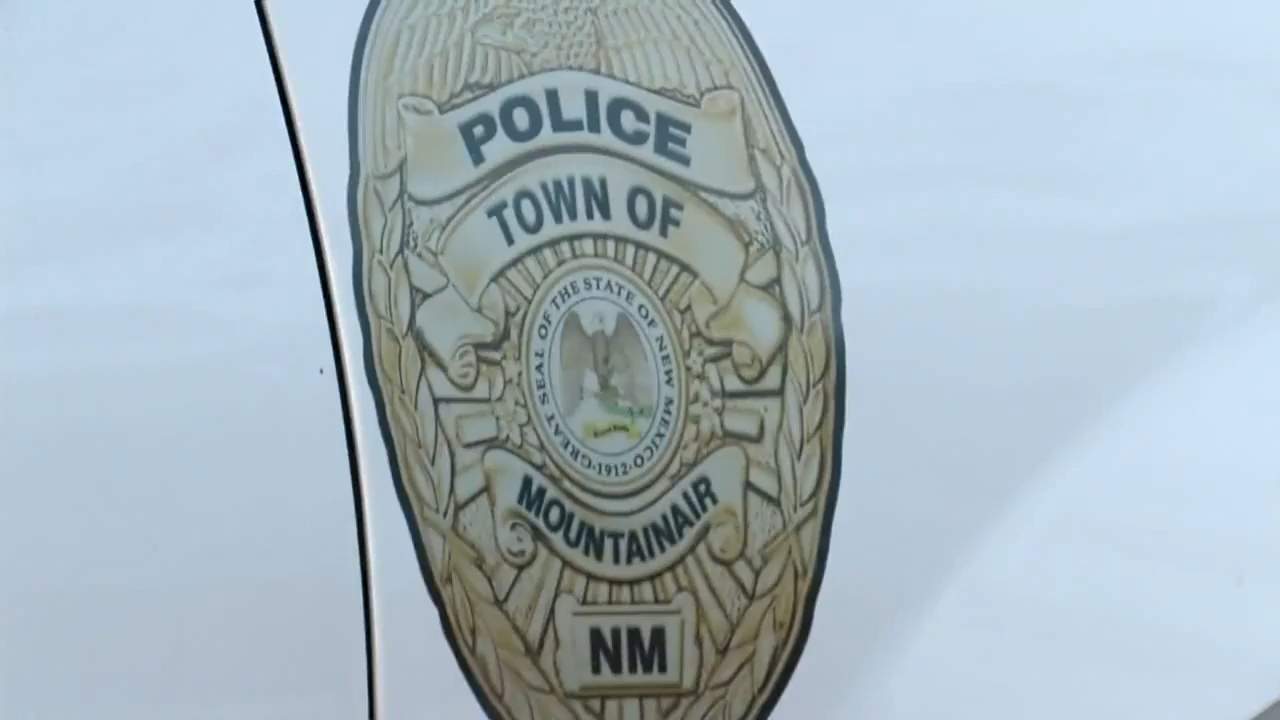 POLICE
TOWN OF
GREAT SEAL OF THE STATE OF NEW MEXICO
·1912·
MOUNTAINAIR
NM